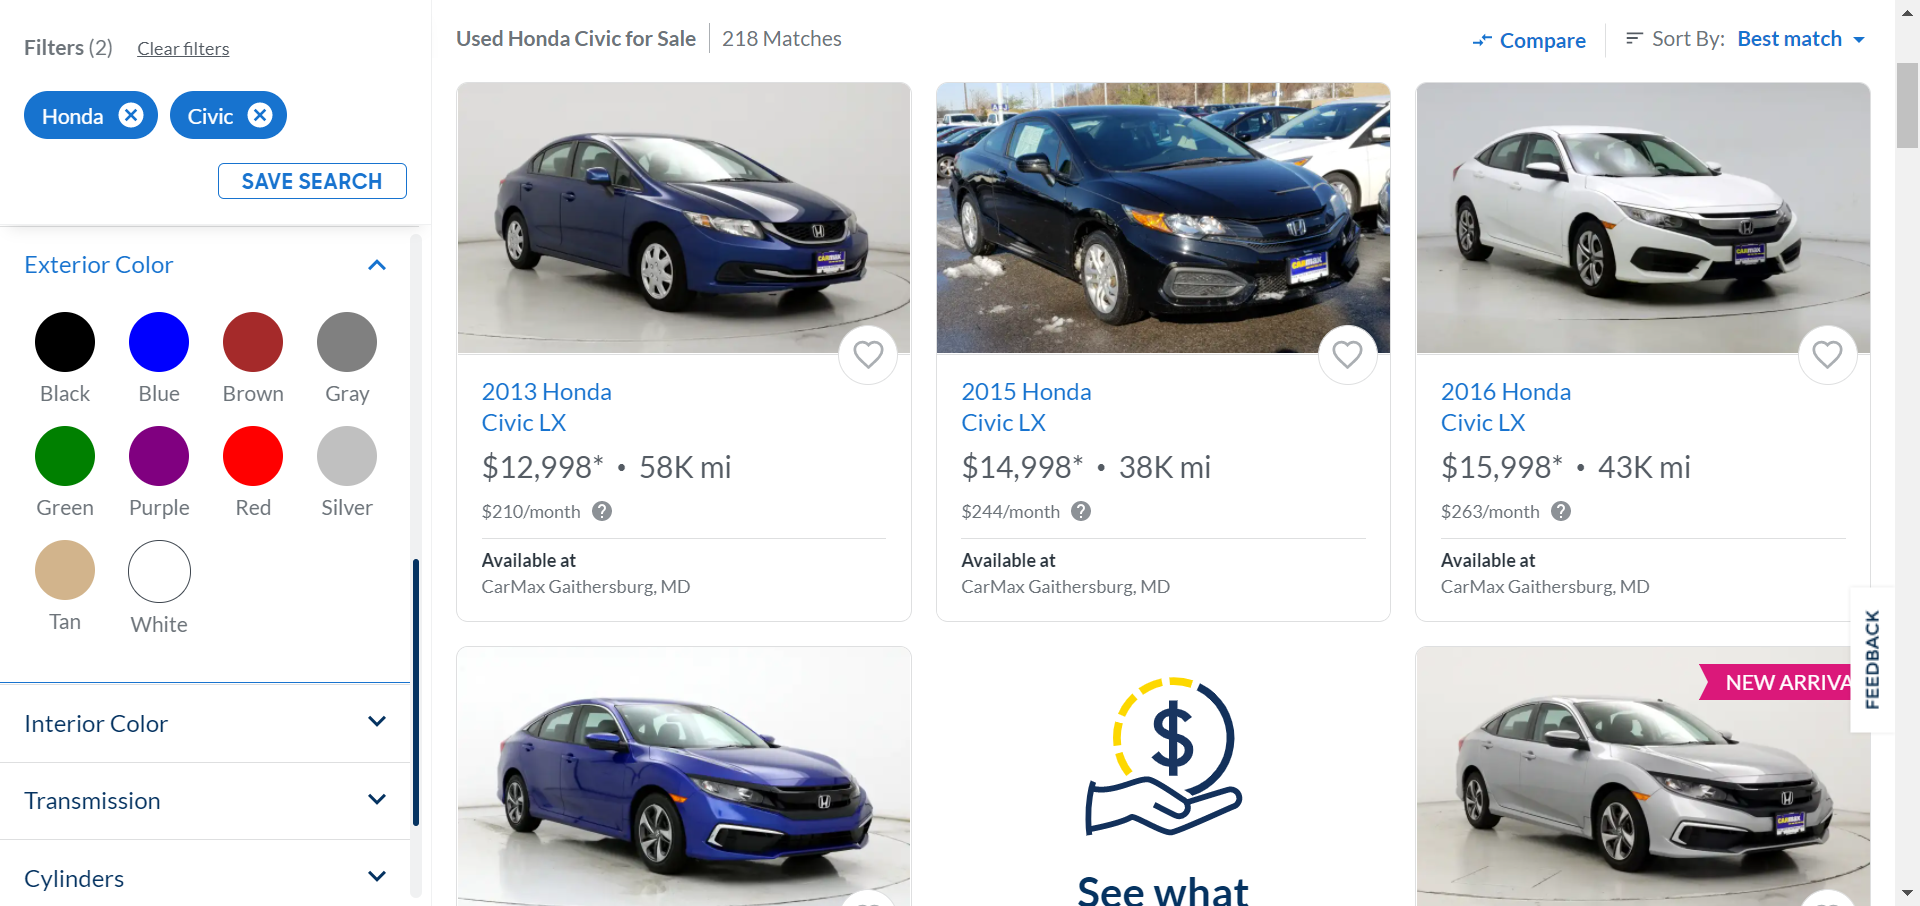 Filters (2) Clear filters
Honda
Civic
SAVE SEARCH
Exterior Color
Black
Blue
Brown
Gray
Green
Purple
Red
Silver
Tan
White
Interior Color
Transmission
Cylinders
Used Honda Civic for Sale
218 Matches
Compare
Sort By: Best match
CARMAX
2013 Honda
Civic LX
$12,998* • 58K mi
$210/month ?
Available at
CarMax Gaithersburg, MD
CARMAX
2015 Honda
Civic LX
$14,998* • 38K mi
$244/month ?
Available at
CarMax Gaithersburg, MD
CARMAX
2016 Honda
Civic LX
$15,998* • 43K mi
$263/month ?
Available at
CarMax Gaithersburg, MD
$
See what
NEW ARRIVA
CARMAX
FEEDBACK